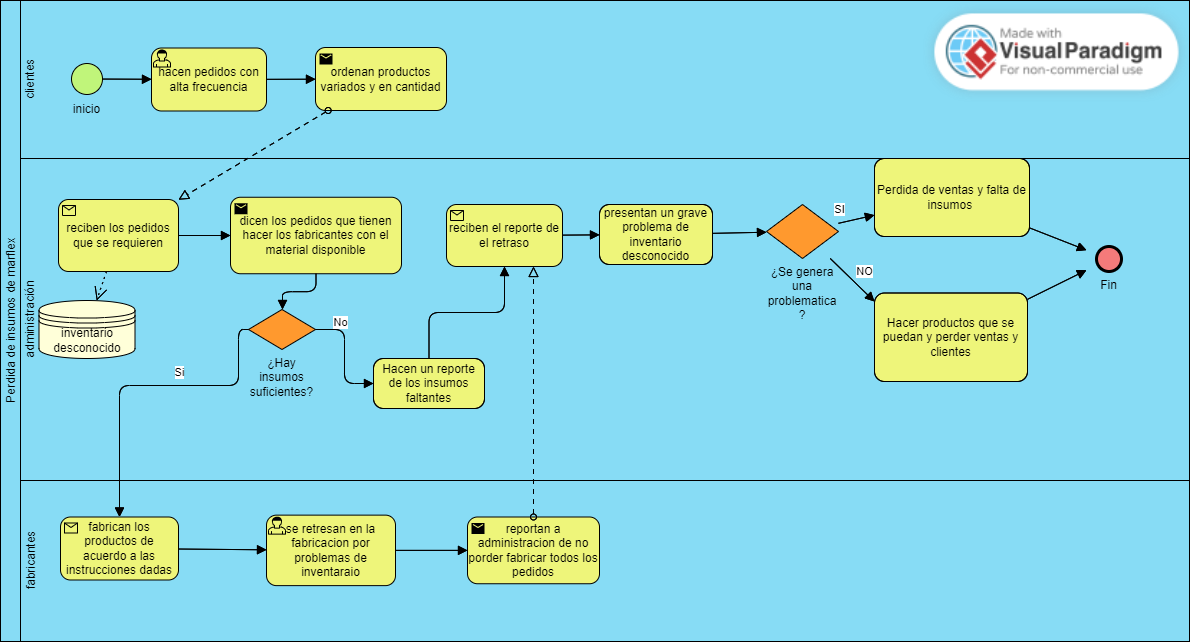 Perdida de insumos de marflex
clientes
inicio
hacen pedidos con
alta frecuencia
ordenan productos
variados y en cantidad
Made with
VisualParadigm
For non-commercial use
administración
reciben los pedidos
que se requieren
inventario
desconocido
dicen los pedidos que tienen
hacer los fabricantes con el
material disponible
¿Hay
insumos
suficientes?
Si
No
Hacen un reporte
de los insumos
faltantes
reciben el reporte de
el retraso
presentan un grave
problema de
inventario
desconocido
¿Se genera
una
problematica
?
SI
NO
Perdida de ventas y falta de
insumos
Hacer productos que se
puedan y perder ventas y
clientes
Fin
fabricantes
fabrican los
productos de
acuerdo a las
instrucciones dadas
se retresan en la
fabricacion por
problemas de
inventaraio
reportan a
administracion de no
porder fabricar todos los
pedidos